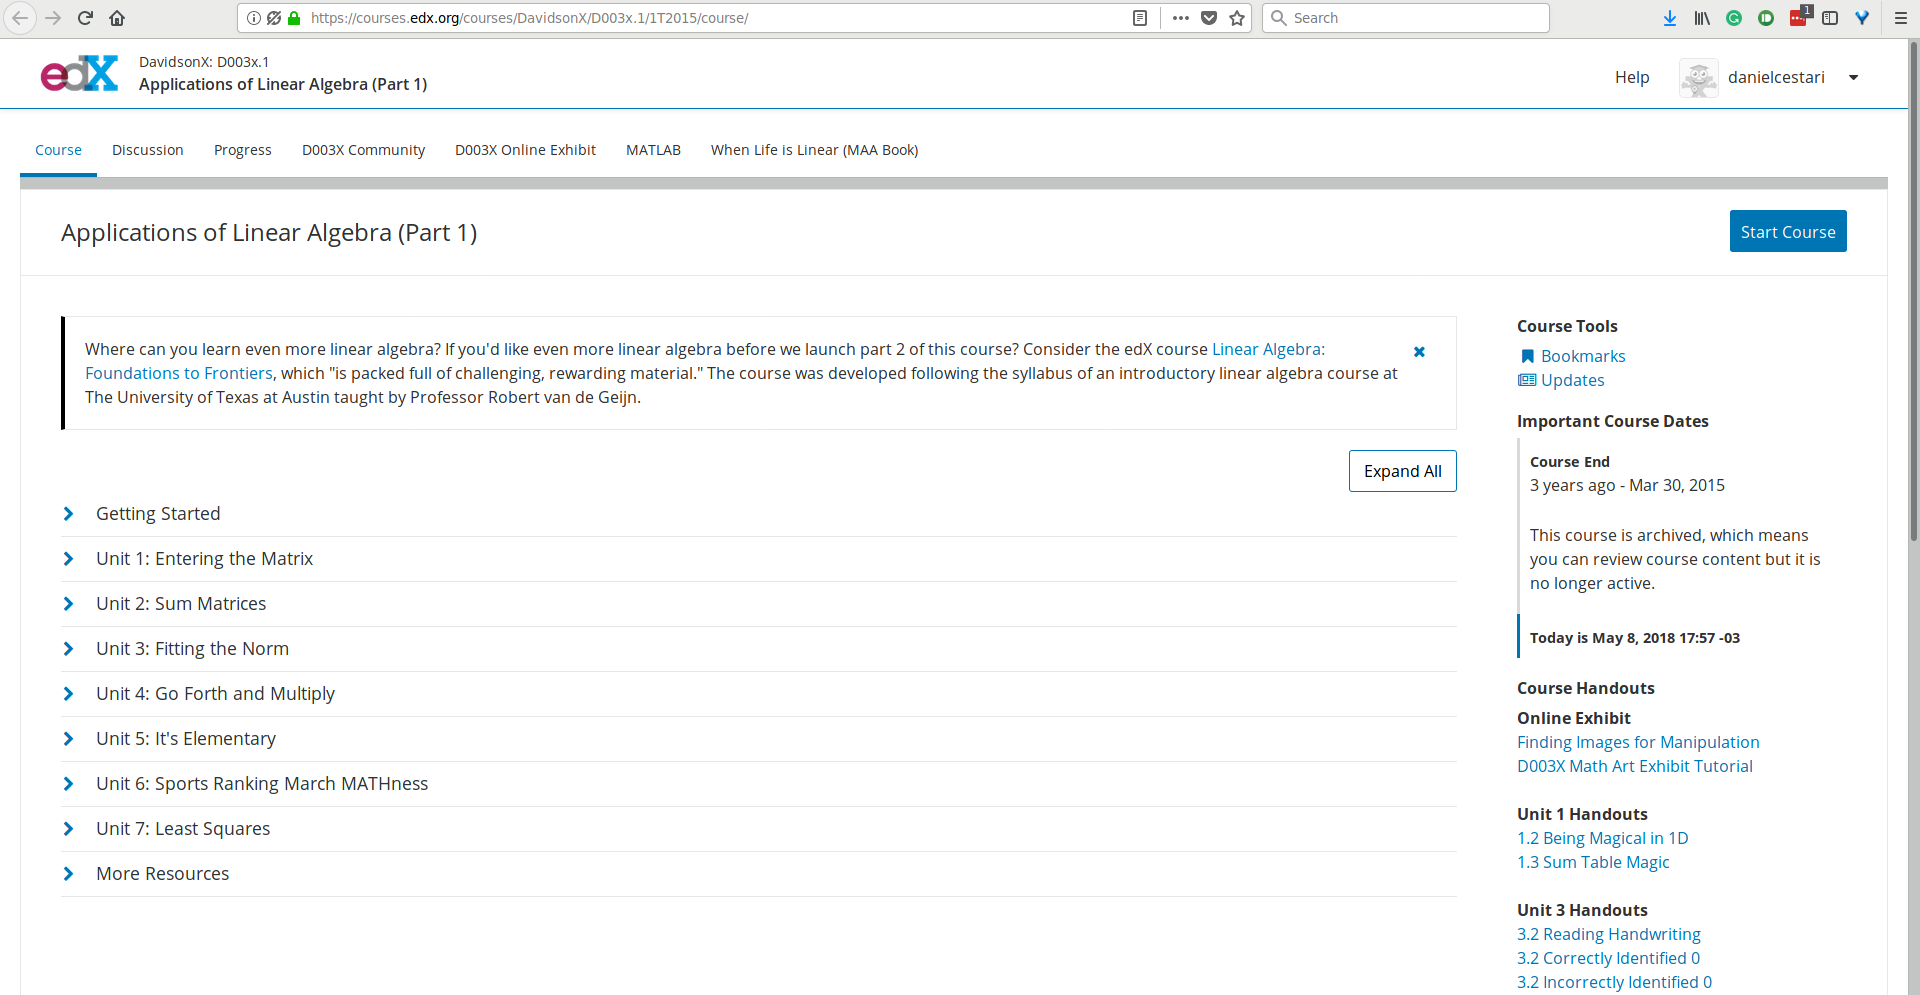 https://courses.edx.org/courses/DavidsonX/D003x.1/1T2015/course/
Search
1
edX
DavidsonX: D003x.1
Applications of Linear Algebra (Part 1)
Help
danielcestari
Course
Discussion
Progress
D003X Community
D003X Online Exhibit
MATLAB
When Life is Linear (MAA Book)
Applications of Linear Algebra (Part 1)
Start Course
Where can you learn even more linear algebra? If you'd like even more linear algebra before we launch part 2 of this course? Consider the edX course Linear Algebra:
Foundations to Frontiers, which "is packed full of challenging, rewarding material." The course was developed following the syllabus of an introductory linear algebra course at
The University of Texas at Austin taught by Professor Robert van de Geijn.
Expand All
Getting Started
Unit 1: Entering the Matrix
Unit 2: Sum Matrices
Unit 3: Fitting the Norm
Unit 4: Go Forth and Multiply
Unit 5: It's Elementary
Unit 6: Sports Ranking March MATHness
Unit 7: Least Squares
More Resources
Course Tools
Bookmarks
Updates
Important Course Dates
Course End
3 years ago - Mar 30, 2015
This course is archived, which means
you can review course content but it is
no longer active.
Today is May 8, 2018 17:57 -03
Course Handouts
Online Exhibit
Finding Images for Manipulation
D003X Math Art Exhibit Tutorial
Unit 1 Handouts
1.2 Being Magical in 1D
1.3 Sum Table Magic
Unit 3 Handouts
3.2 Reading Handwriting
3.2 Correctly Identified 0
3.2 Incorrectly Identified 0